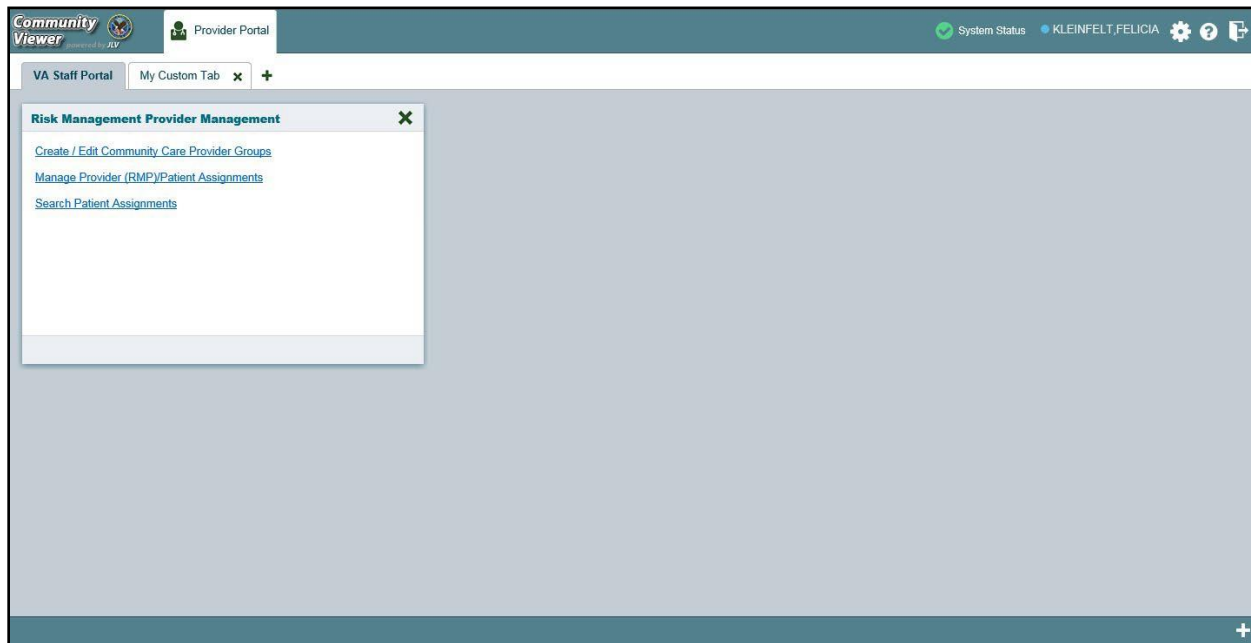 Community
Viewer powered by JLV
Provider Portal
System Status
KLEINFELT,FELICIA
VA Staff Portal
My Custom Tab
Risk Management Provider Management
Create / Edit Community Care Provider Groups
Manage Provider (RMP)/Patient Assignments
Search Patient Assignments